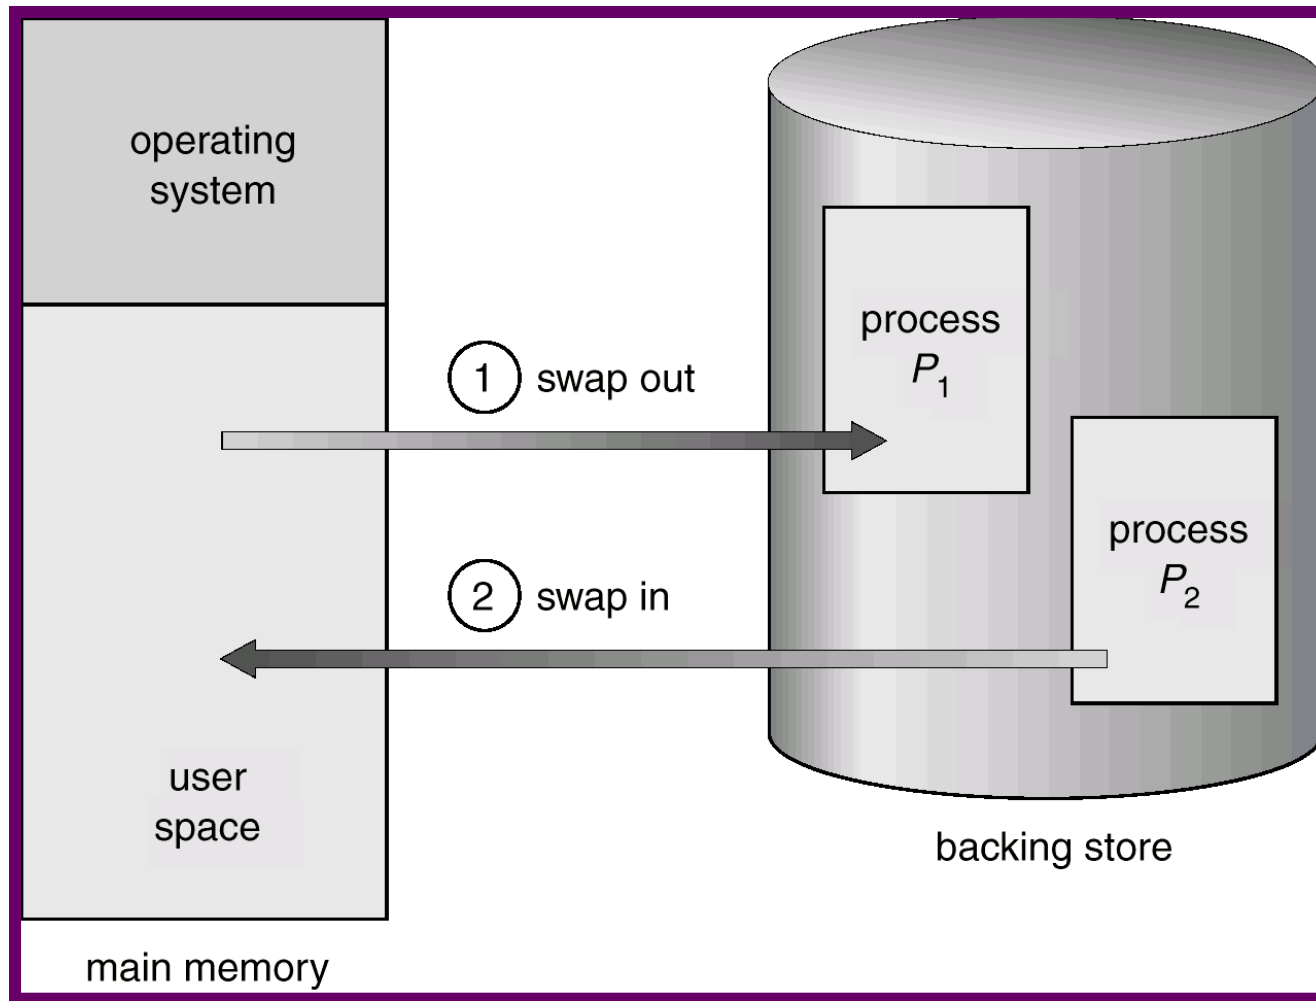 operating
system
process
P1
1 swap out
process
P2
2 swap in
user
space
backing store
main memory